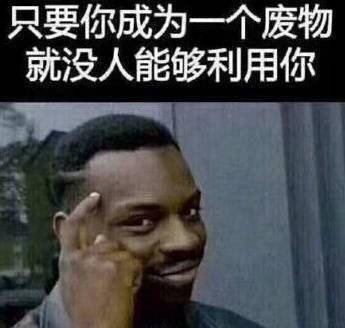 只要你成为一个废物
就没人能够利用你